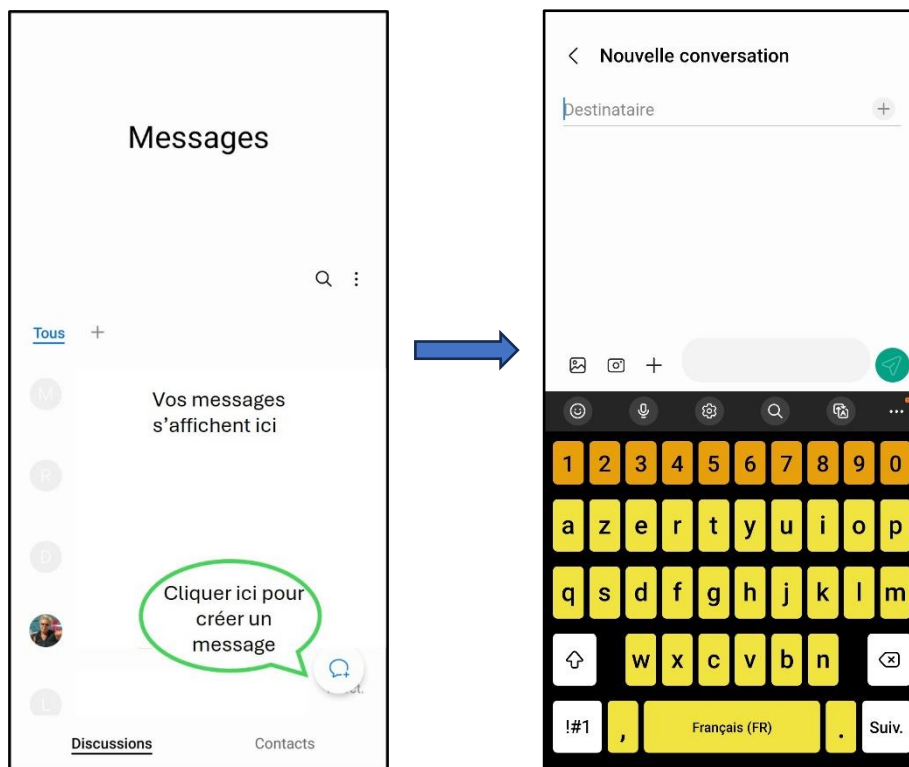 Messages
Tous +
M
Vos messages
s'affichent ici
R
D
Cliquer ici pour
créer un
message
L
Discussions Contacts
Nouvelle conversation
Destinataire
1 2 3 4 5 6 7 8 9 0
a z e r t y u i o p
q s d f g h j k l m
w x c v b n
!#1 , Français (FR) . Suiv.